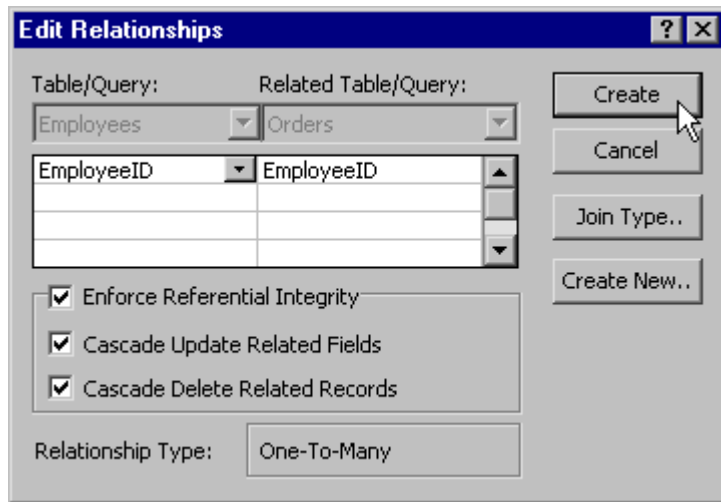 Edit Relationships
Table/Query: Related Table/Query:
Create
Employees Orders
Cancel
EmployeeID EmployeeID
Join Type..
Create New..
Enforce Referential Integrity
Cascade Update Related Fields
Cascade Delete Related Records
Relationship Type: One-To-Many